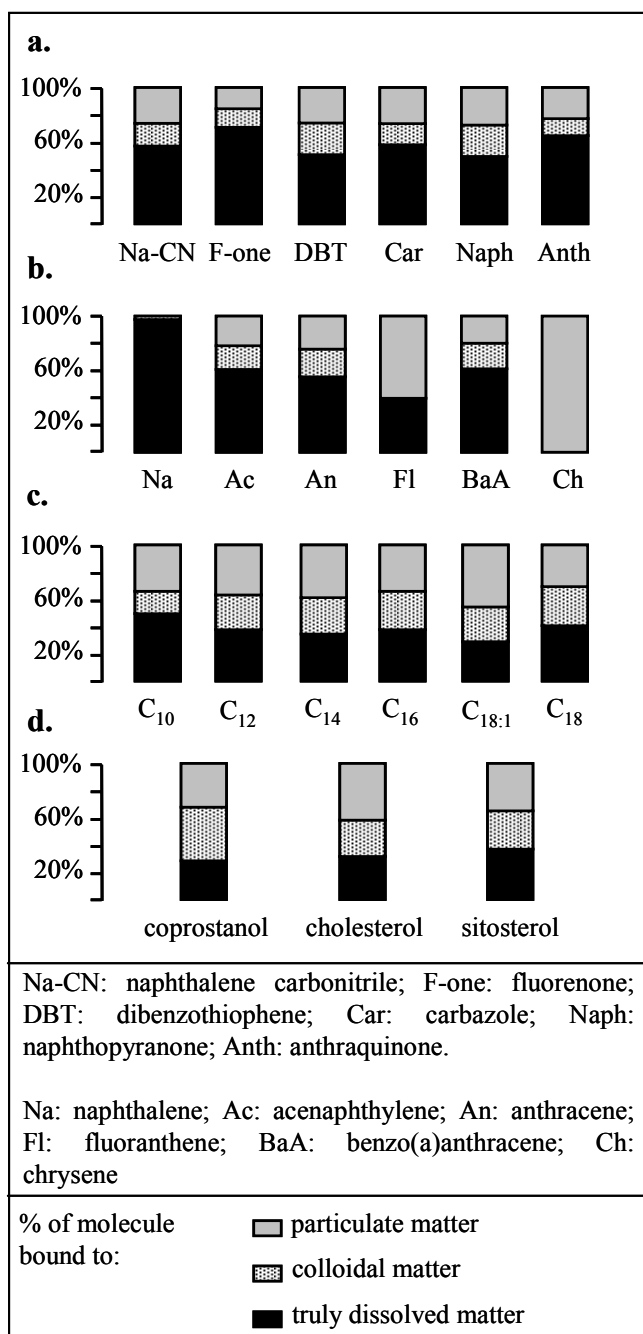 a.
100%
60%
20%
Na-CN F-one DBT Car Naph Anth
b.
100%
60%
20%
Na Ac An Fl BaA Ch
c.
100%
60%
20%
C10 C12 C14 C16 C18:1 C18
d.
100%
60%
20%
coprostanol cholesterol sitosterol
Na-CN: naphthalene carbonitrile; F-one: fluorenone;
DBT: dibenzothiophene; Car: carbazole; Naph:
naphthopyranone; Anth: anthraquinone.
Na: naphthalene; Ac: acenaphthylene; An: anthracene;
Fl: fluoranthene; BaA: benzo(a)anthracene; Ch:
chrysene
% of molecule
bound to:
particulate matter
colloidal matter
truly dissolved matter